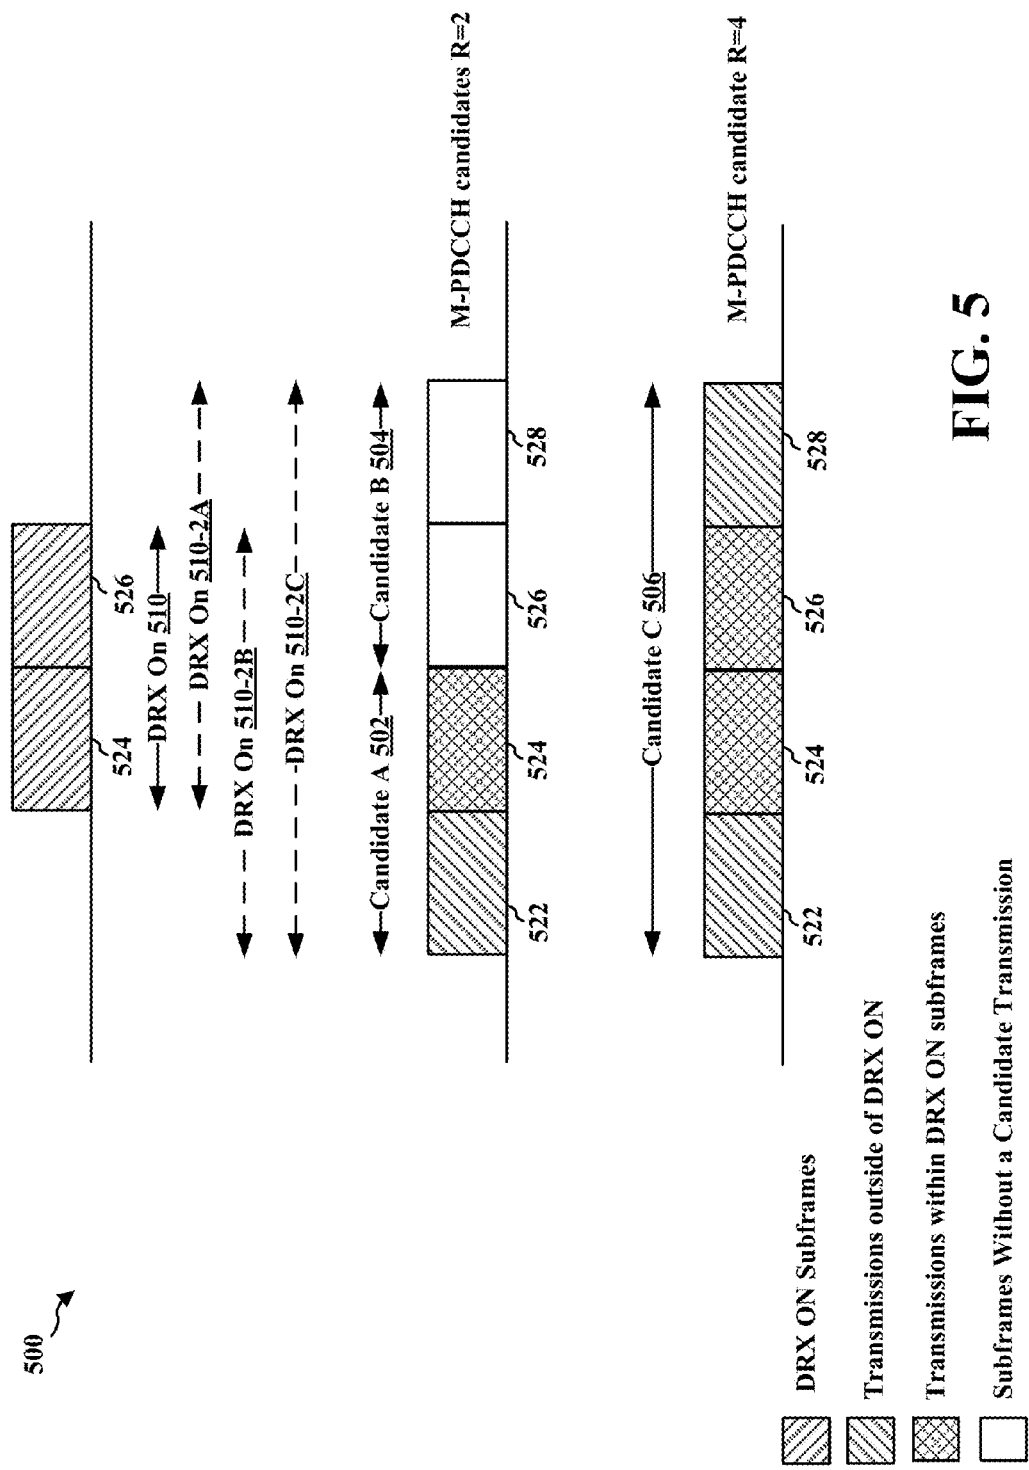 500
524
526
DRX On 510
DRX On 510-2A
DRX On 510-2B
DRX On 510-2C
Candidate A 502
Candidate B 504
M-PDCCH candidates R=2
522
524
526
528
Candidate C 506
M-PDCCH candidate R=4
522
524
526
528
DRX ON Subframes
Transmissions outside of DRX ON
Transmissions within DRX ON subframes
Subframes Without a Candidate Transmission
FIG. 5